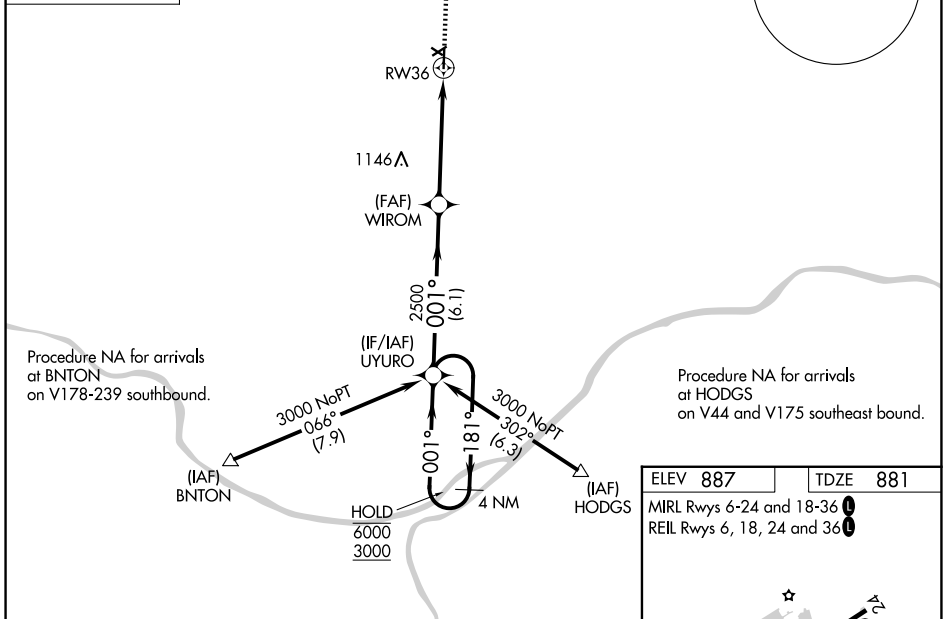 RW36
1146
(FAF)
WIROM
2500
001°
(6.1)
(IF/IAF)
UYURO
Procedure NA for arrivals
at BNTON
on V178-239 southbound.
Procedure NA for arrivals
at HODGS
on V44 and V175 southeast bound.
3000 NoPT
066°
(7.9)
3000 NoPT
302°
(6.3)
001°
181°
(IAF)
BNTON
(IAF)
HODGS
4 NM
HOLD
6000
3000
ELEV 887
TDZE 881
MIRL Rwys 6-24 and 18-36 L
REIL Rwys 6, 18, 24 and 36 L
24